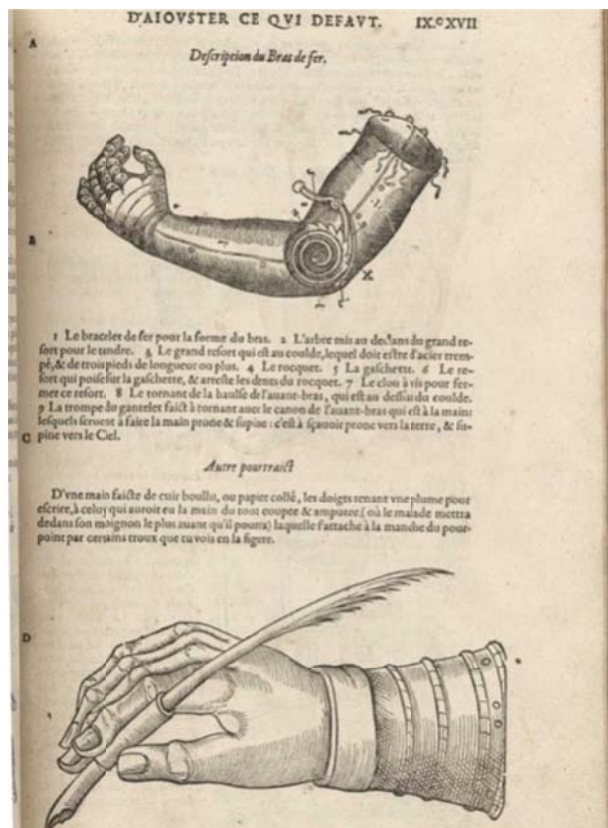 D'AIOVSTER CE QVI DEFAVT. IX.C XVII
A
Deſcription du Bras de fer.
B
1 Le bracelet de fer pour la forme du bras. 2 L'arbre mis au dedans du grand re-
ſort pour le tendre. 3 Le grand reſort qui eſt au coulde, lequel doit eſtre d'acier trem-
pé, & de trois pieds de longueur ou plus. 4 Le rocquet. 5 La gaſchette. 6 Le re-
ſort qui poiſe ſur la gaſchette, & arreſte les dents du rocquet. 7 Le clou à vis pour fer-
mer ce reſort. 8 Le tornant de la hauſſe de l'auant-bras, qui eſt au deſſus du coulde.
9 La trompe du gantelet faict à tornant auec le canon de l'auant-bras qui eſt à la main:
leſquels ſeruent à faire la main prone & ſupine: c'eſt à ſçauoir prone vers la terre, & ſu-
C pine vers le Ciel.
Autre pourtraict
D'vne main faicte de cuir boullu, ou papier collé, les doigts tenant vne plume pour
eſcrire, à celuy qui auroit eu la main du tout coupee & amputee (où le malade mettra
dedans ſon moignon le plus auant qu'il pourra) laquelle ſ'attache à la manche du pour-
point par certains troux que tu vois en la figure.
D